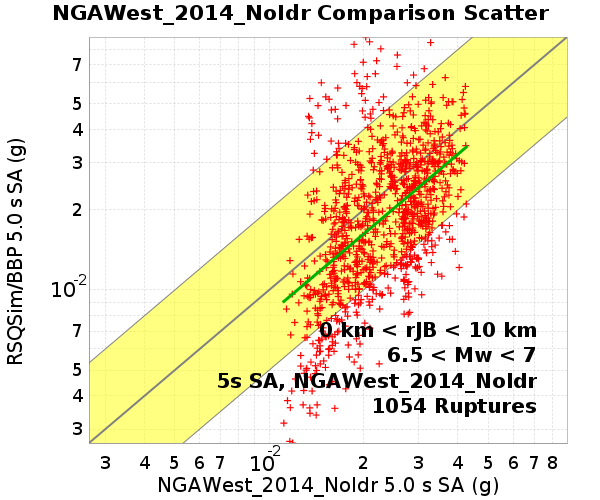 NGAWest_2014_NoIdr Comparison Scatter
RSQSim/BBP 5.0 s SA (g)
7
5
4
3
2
10-2
7
5
4
3
0 km < rJB < 10 km
6.5 < Mw < 7
5s SA, NGAWest_2014_NoIdr
1054 Ruptures
3 4 5 6 7 10-2 2 3 4 5 6 7 8
NGAWest_2014_NoIdr 5.0 s SA (g)